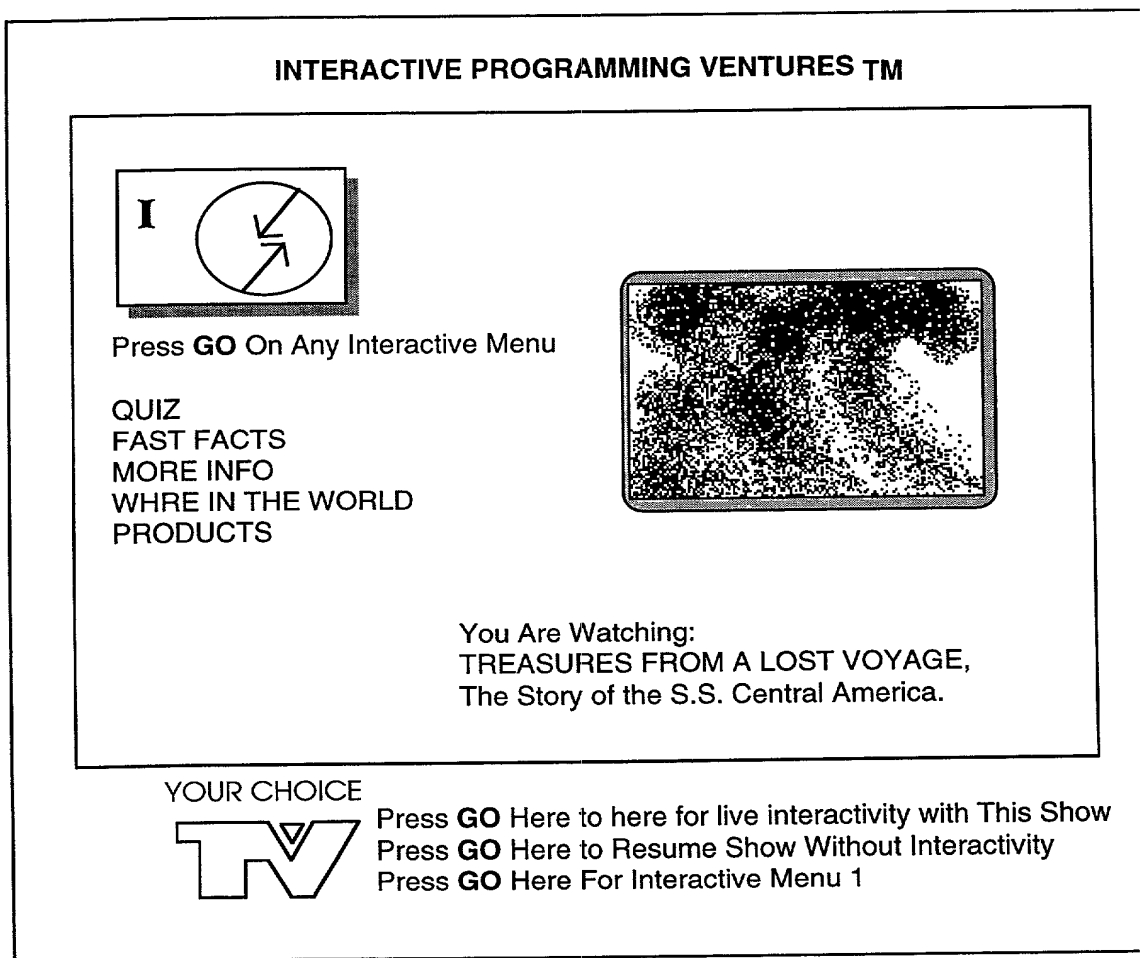 INTERACTIVE PROGRAMMING VENTURES TM
I
Press GO On Any Interactive Menu
QUIZ
FAST FACTS
MORE INFO
WHRE IN THE WORLD
PRODUCTS
You Are Watching:
TREASURES FROM A LOST VOYAGE,
The Story of the S.S. Central America.
YOUR CHOICE
TV
Press GO Here to here for live interactivity with This Show
Press GO Here to Resume Show Without Interactivity
Press GO Here For Interactive Menu 1